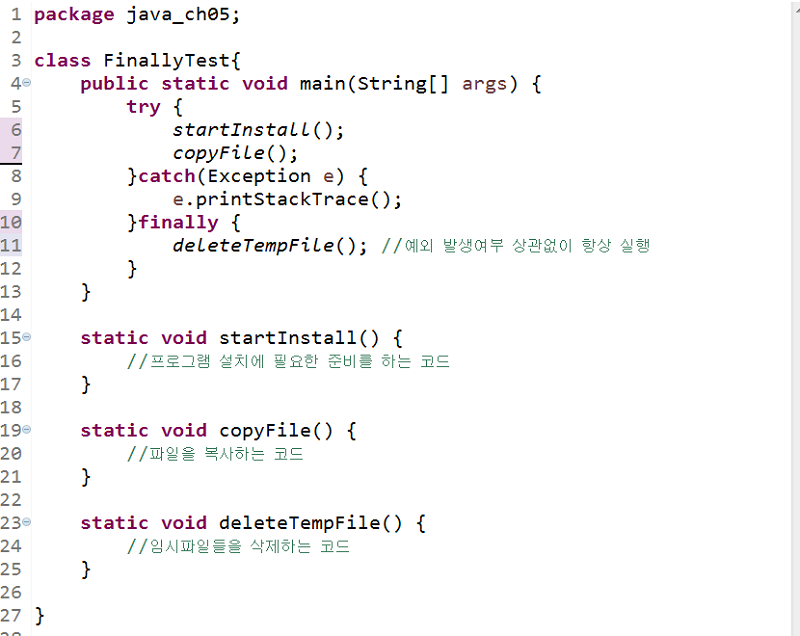 1 package java_ch05;
2
3 class FinallyTest{
4 public static void main(String[] args) {
5 try {
6 startInstall();
7 copyFile();
8 }catch(Exception e) {
9 e.printStackTrace();
10 }finally {
11 deleteTempFile(); //예외 발생여부 상관없이 항상 실행
12 }
13 }
14
15 static void startInstall() {
16 //프로그램 설치에 필요한 준비를 하는 코드
17 }
18
19 static void copyFile() {
20 //파일을 복사하는 코드
21 }
22
23 static void deleteTempFile() {
24 //임시파일들을 삭제하는 코드
25 }
26
27 }